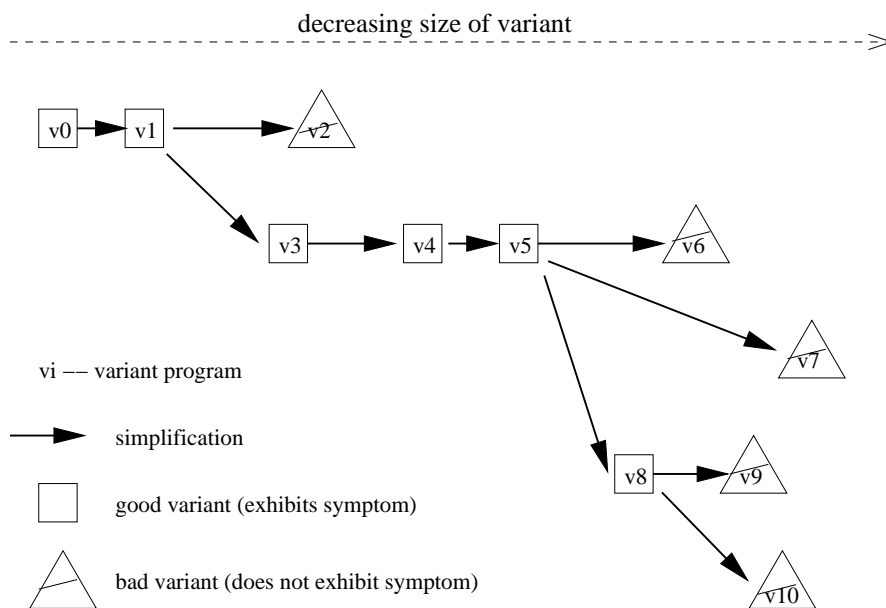 decreasing size of variant
v0
v1
v2
v3
v4
v5
v6
v7
vi −− variant program
simplification
v8
v9
good variant (exhibits symptom)
bad variant (does not exhibit symptom)
v10